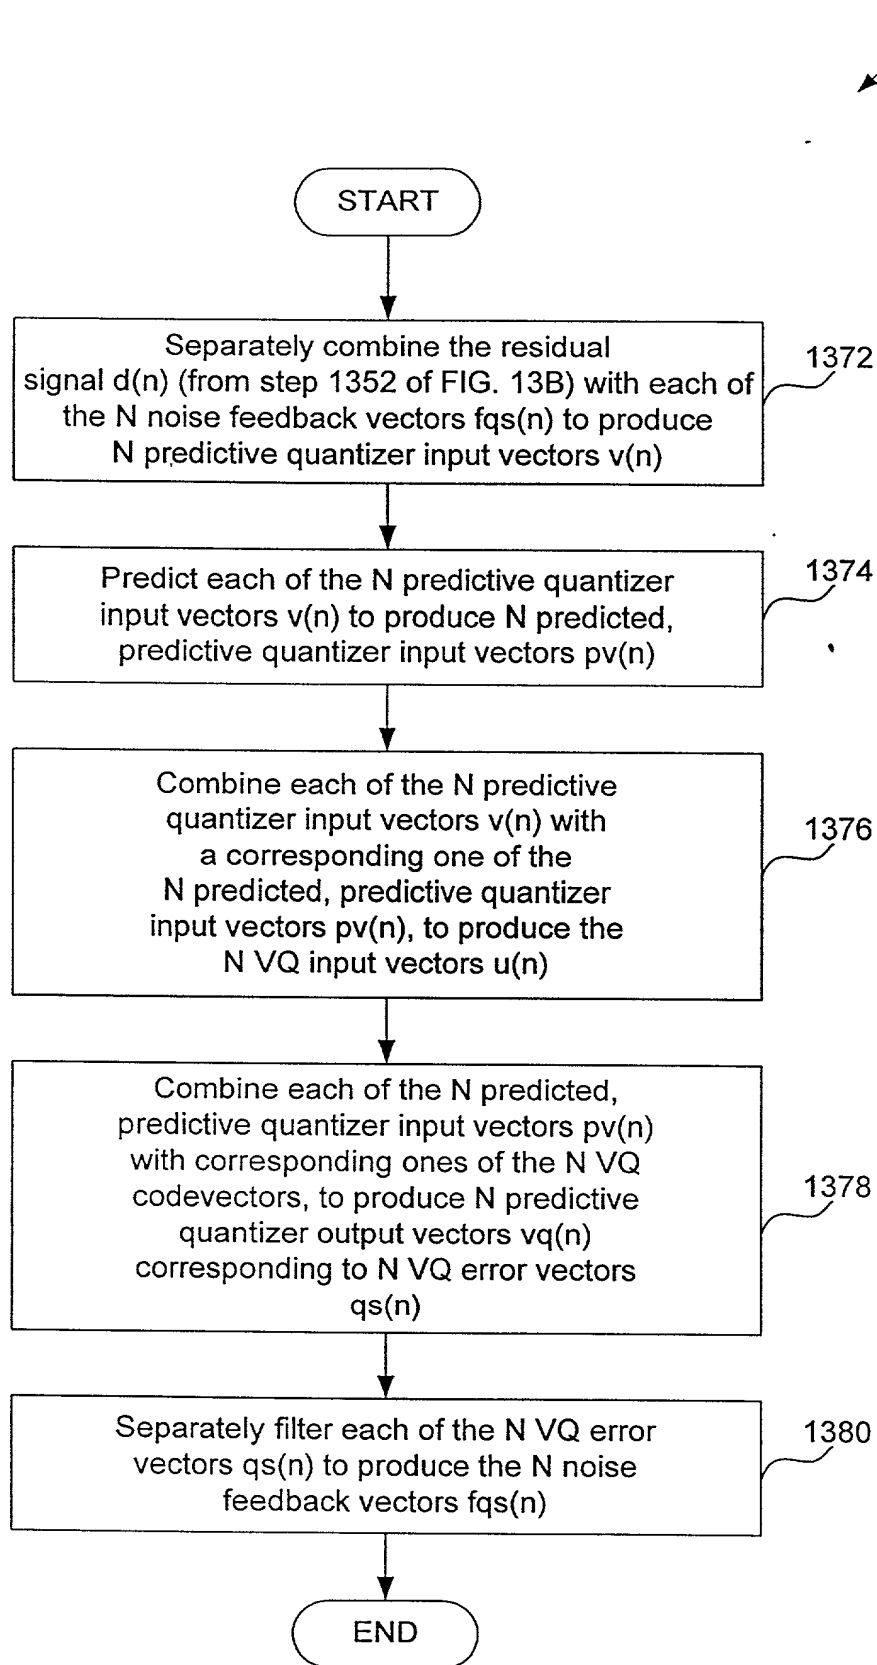 START
Separately combine the residual
signal d(n) (from step 1352 of FIG. 13B) with each of
the N noise feedback vectors fqs(n) to produce
N predictive quantizer input vectors v(n)
1372
Predict each of the N predictive quantizer
input vectors v(n) to produce N predicted,
predictive quantizer input vectors pv(n)
1374
Combine each of the N predictive
quantizer input vectors v(n) with
a corresponding one of the
N predicted, predictive quantizer
input vectors pv(n), to produce the
N VQ input vectors u(n)
1376
Combine each of the N predicted,
predictive quantizer input vectors pv(n)
with corresponding ones of the N VQ
codevectors, to produce N predictive
quantizer output vectors vq(n)
corresponding to N VQ error vectors
qs(n)
1378
Separately filter each of the N VQ error
vectors qs(n) to produce the N noise
feedback vectors fqs(n)
1380
END